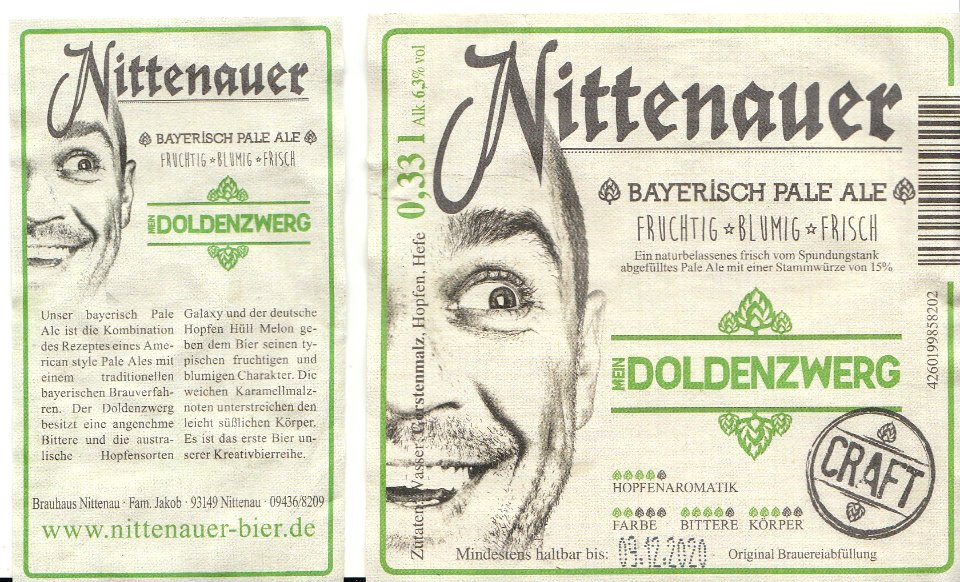 Nittenauer
BAYERİSCH PALE ALE
FRUCHTIG☆BLUMIG☆FRISCH
MEIN DOLDENZWERG
Unser bayerisch Pale
Ale ist die Kombination
des Rezeptes eines Ame-
rican style Pale Ales mit
einem traditionellen
bayerischen Brauverfah-
ren. Der Doldenzwerg
besitzt eine angenehme
Bittere und die austra-
lische Hopfensorten
Galaxy und der deutsche
Hopfen Hüll Melon ge-
ben dem Bier seinen ty-
pischen fruchtigen und
blumigen Charakter. Die
weichen Karamellmalz-
noten unterstreichen den
leicht süßlichen Körper.
Es ist das erste Bier un-
serer Kreativbierreihe.
Brauhaus Nittenau · Fam. Jakob · 93149 Nittenau · 09436/8209
www.nittenauer-bier.de
0,33 l Alk. 6,3% vol
Zutaten: Wasser, Gerstenmalz, Hopfen, Hefe
Nittenauer
BAYERİSCH PALE ALE
FRUCHTIG☆BLUMIG☆FRISCH
Ein naturbelassenes frisch vom Spundungstank
abgefülltes Pale Ale mit einer Stammwürze von 15%
MEIN DOLDENZWERG
4260199858202
CRAFT
HOPFENAROMATIK
FARBE BITTERE KÖRPER
Mindestens haltbar bis: 09.12.2020 · Original Brauereiabfüllung